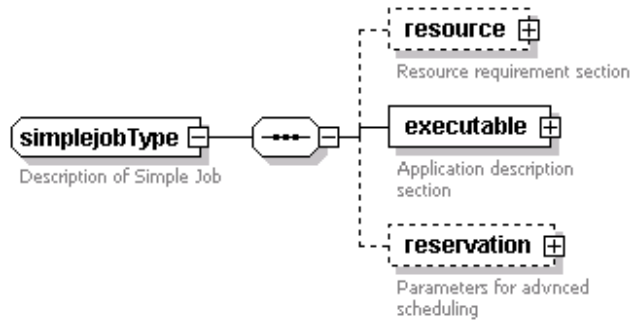 resource
Resource requirement section
simplejobType
Description of Simple Job
executable
Application description
section
reservation
Parameters for advnced
scheduling